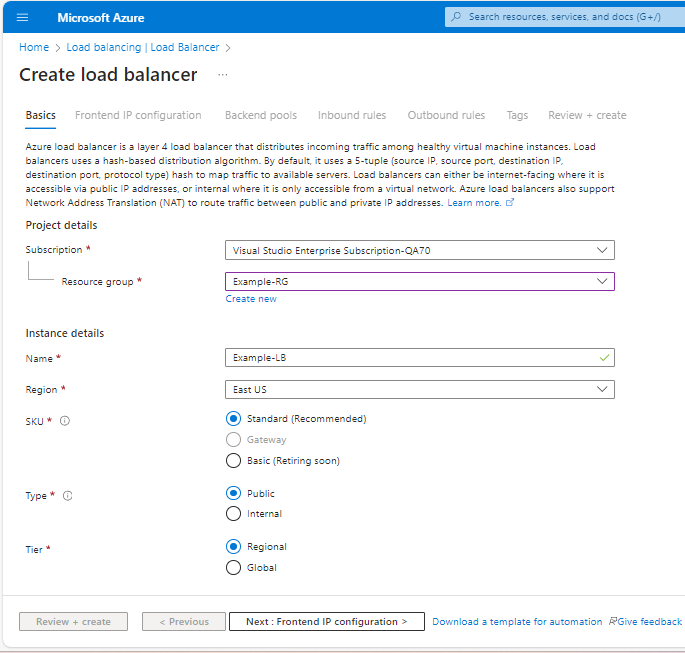 Microsoft Azure
Search resources, services, and docs (G+/)
Home > Load balancing | Load Balancer >
Create load balancer ...
Basics Frontend IP configuration Backend pools Inbound rules Outbound rules Tags Review + create
Azure load balancer is a layer 4 load balancer that distributes incoming traffic among healthy virtual machine instances. Load
balancers uses a hash-based distribution algorithm. By default, it uses a 5-tuple (source IP, source port, destination IP,
destination port, protocol type) hash to map traffic to available servers. Load balancers can either be internet-facing where it is
accessible via public IP addresses, or internal where it is only accessible from a virtual network. Azure load balancers also support
Network Address Translation (NAT) to route traffic between public and private IP addresses. Learn more.
Project details
Subscription * Visual Studio Enterprise Subscription-QA70
Resource group * Example-RG
Create new
Instance details
Name * Example-LB
Region * East US
SKU * Standard (Recommended)
Gateway
Basic (Retiring soon)
Type * Public
Internal
Tier * Regional
Global
Review + create < Previous Next : Frontend IP configuration > Download a template for automation Give feedback